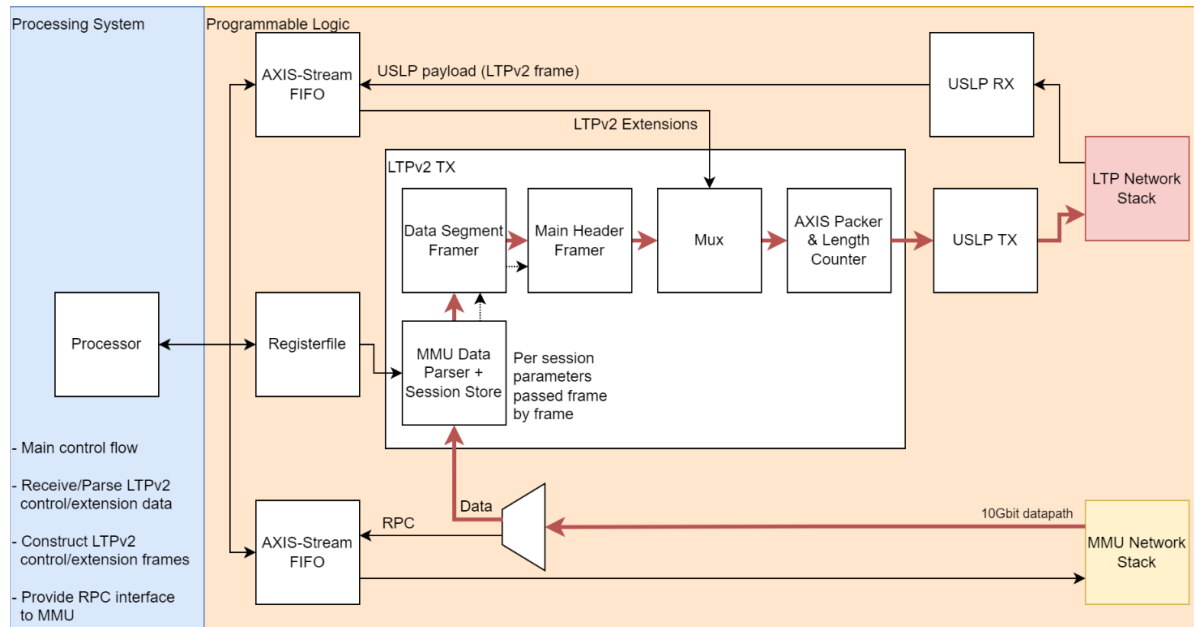 Processing System
Programmable Logic
AXIS-Stream
FIFO
USLP payload (LTPv2 frame)
USLP RX
LTPv2 Extensions
LTP Network
Stack
LTPv2 TX
Data Segment
Framer
Main Header
Framer
Mux
AXIS Packer
& Length
Counter
USLP TX
Processor
Registerfile
MMU Data
Parser +
Session Store
Per session
parameters
passed frame
by frame
- Main control flow
- Receive/Parse LTPv2
control/extension data
- Construct LTPv2
control/extension frames
- Provide RPC interface
to MMU
Data
RPC
10Gbit datapath
AXIS-Stream
FIFO
MMU Network
Stack